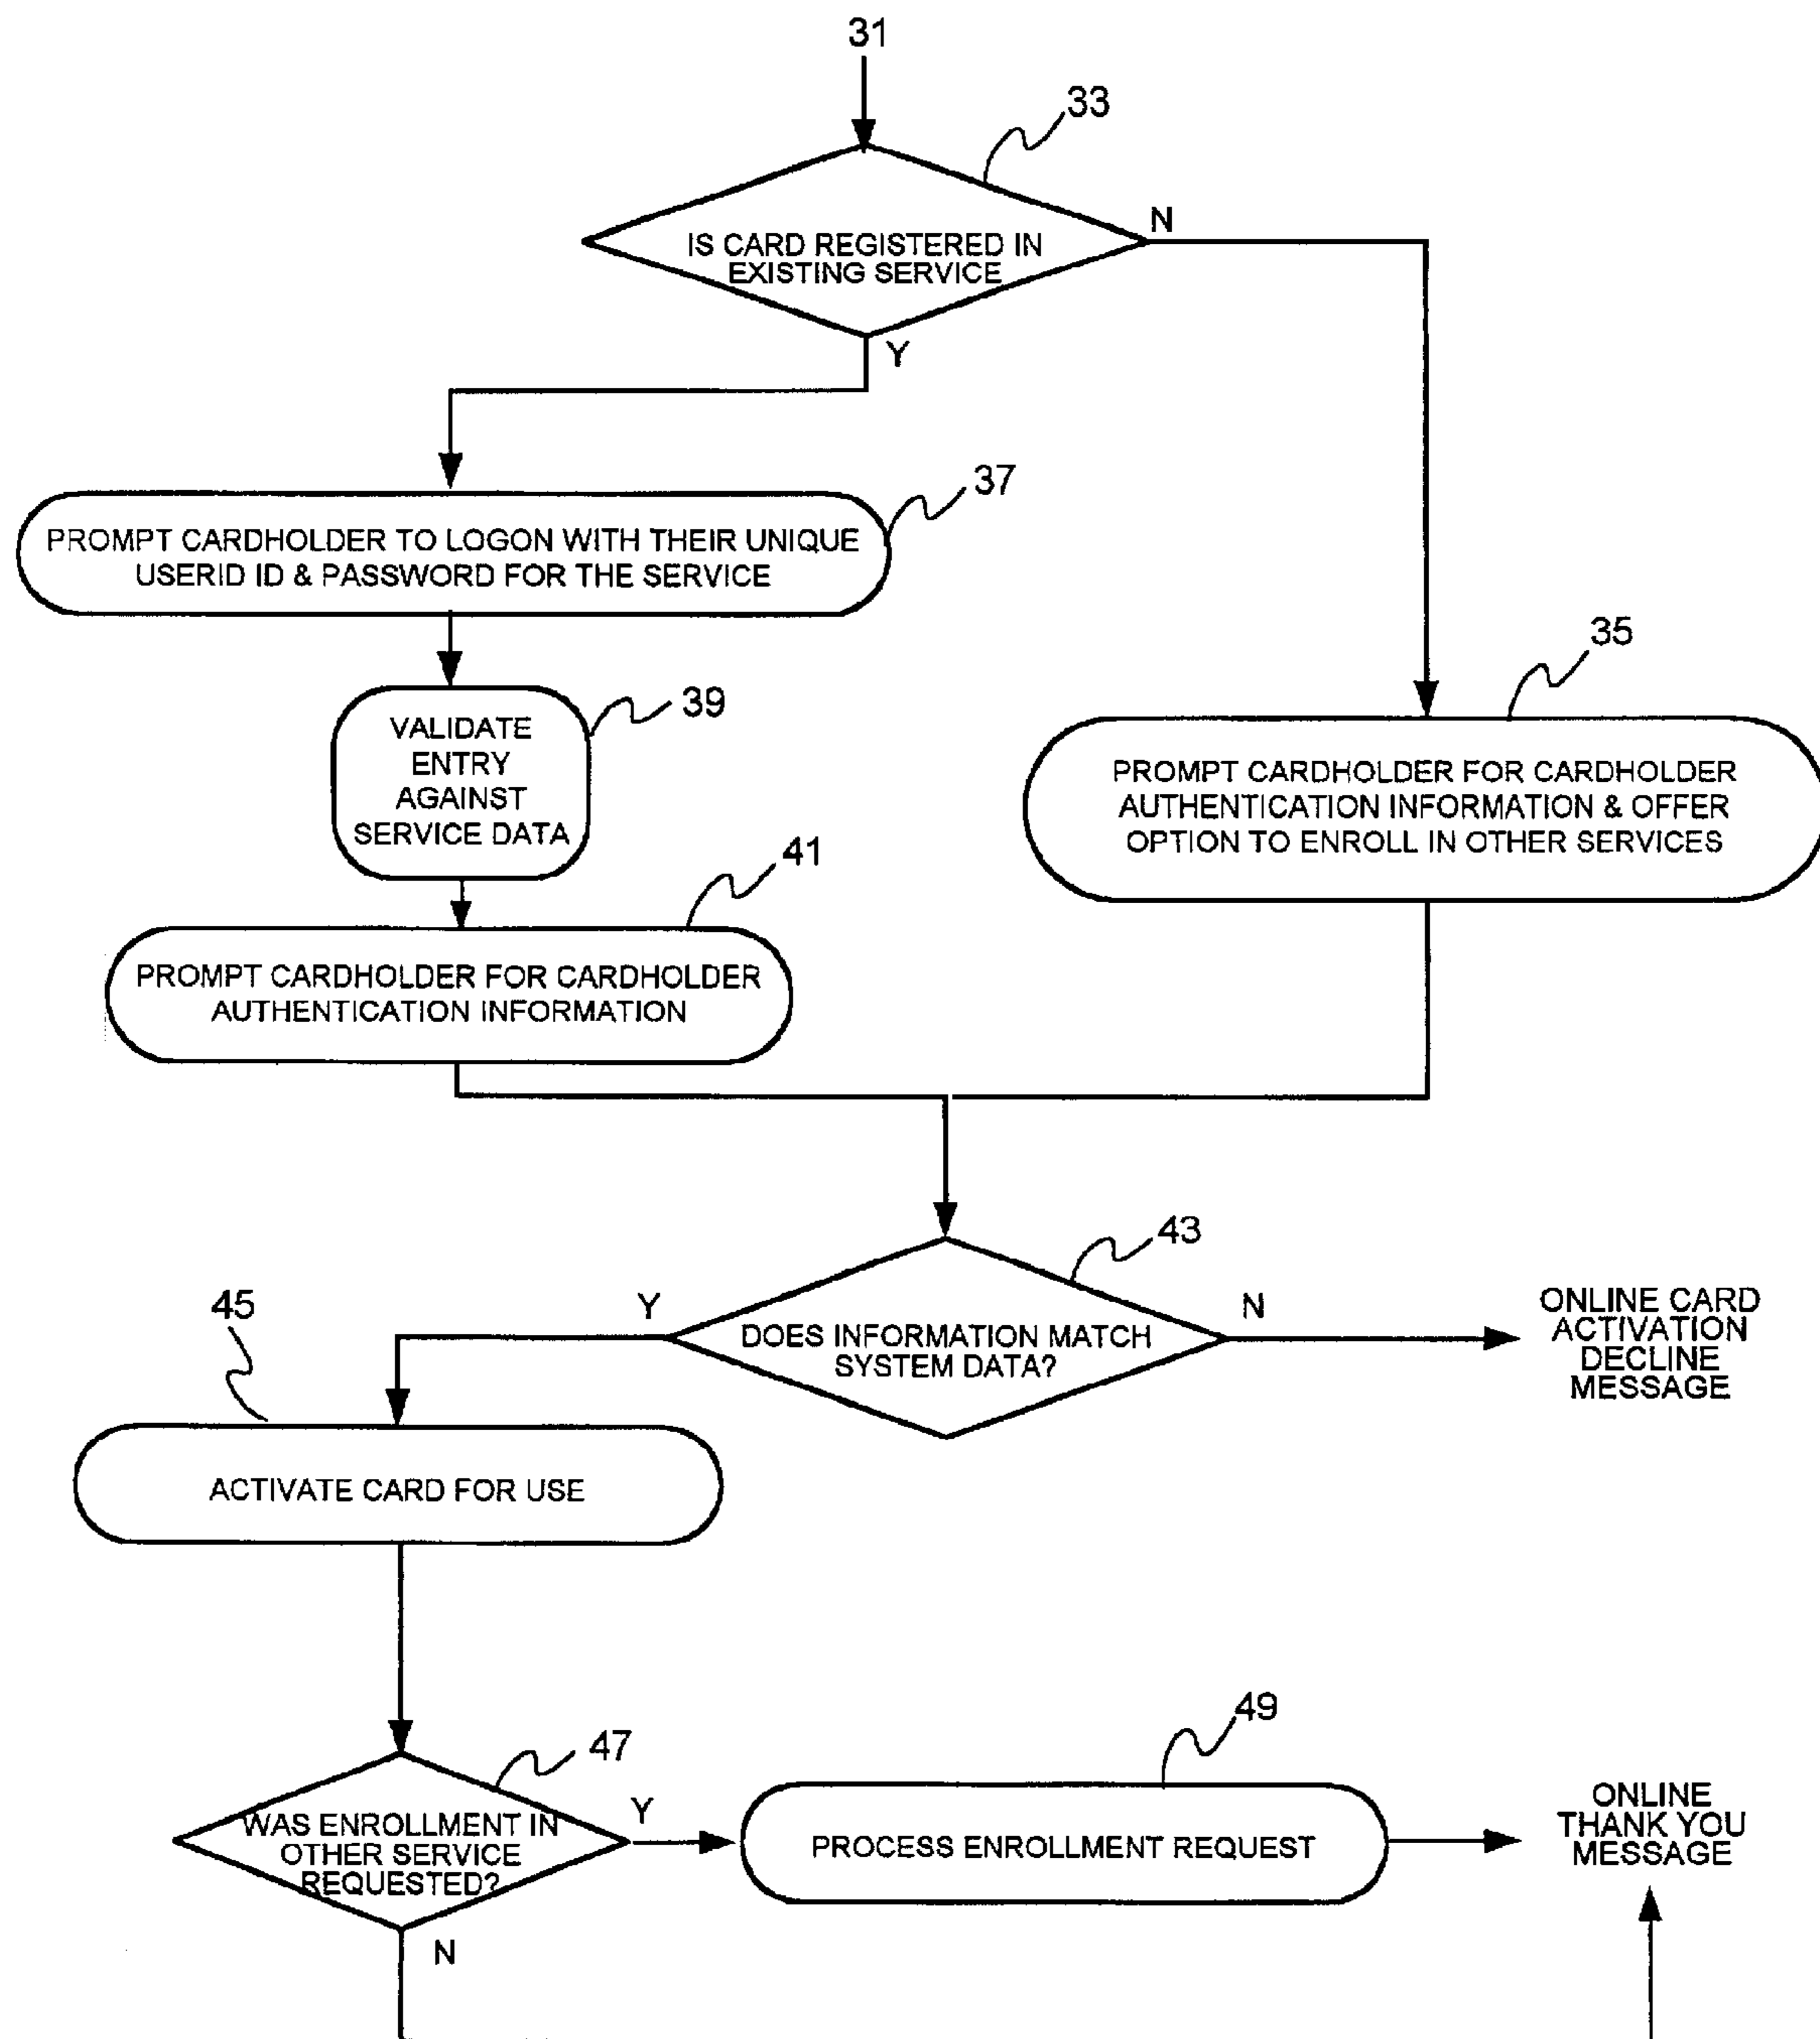 31
33
IS CARD REGISTERED IN
EXISTING SERVICE
N
Y
37
PROMPT CARDHOLDER TO LOGON WITH THEIR UNIQUE
USERID ID & PASSWORD FOR THE SERVICE
35
39
VALIDATE
ENTRY
AGAINST
SERVICE DATA
PROMPT CARDHOLDER FOR CARDHOLDER
AUTHENTICATION INFORMATION & OFFER
OPTION TO ENROLL IN OTHER SERVICES
41
PROMPT CARDHOLDER FOR CARDHOLDER
AUTHENTICATION INFORMATION
43
DOES INFORMATION MATCH
SYSTEM DATA?
Y
N
ONLINE CARD
ACTIVATION
DECLINE
MESSAGE
45
ACTIVATE CARD FOR USE
47
WAS ENROLLMENT IN
OTHER SERVICE
REQUESTED?
Y
49
PROCESS ENROLLMENT REQUEST
ONLINE
THANK YOU
MESSAGE
N